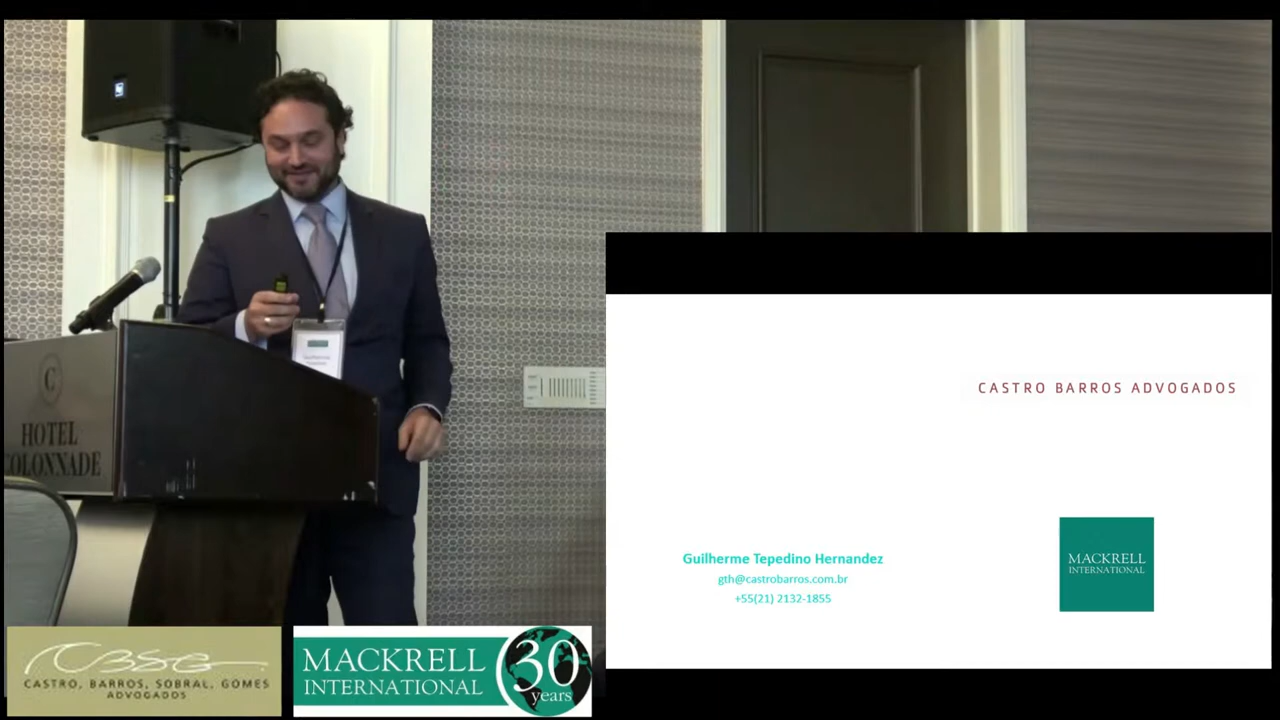 C
HOTEL
COLONNADE
CASTRO BARROS ADVOGADOS
Guilherme Tepedino Hernandez
gth@castrobarros.com.br
+55(21) 2132-1855
MACKRELL
INTERNATIONAL
CBSG
CASTRO, BARROS, SOBRAL, GOMES
ADVOGADOS
MACKRELL
INTERNATIONAL
30
years